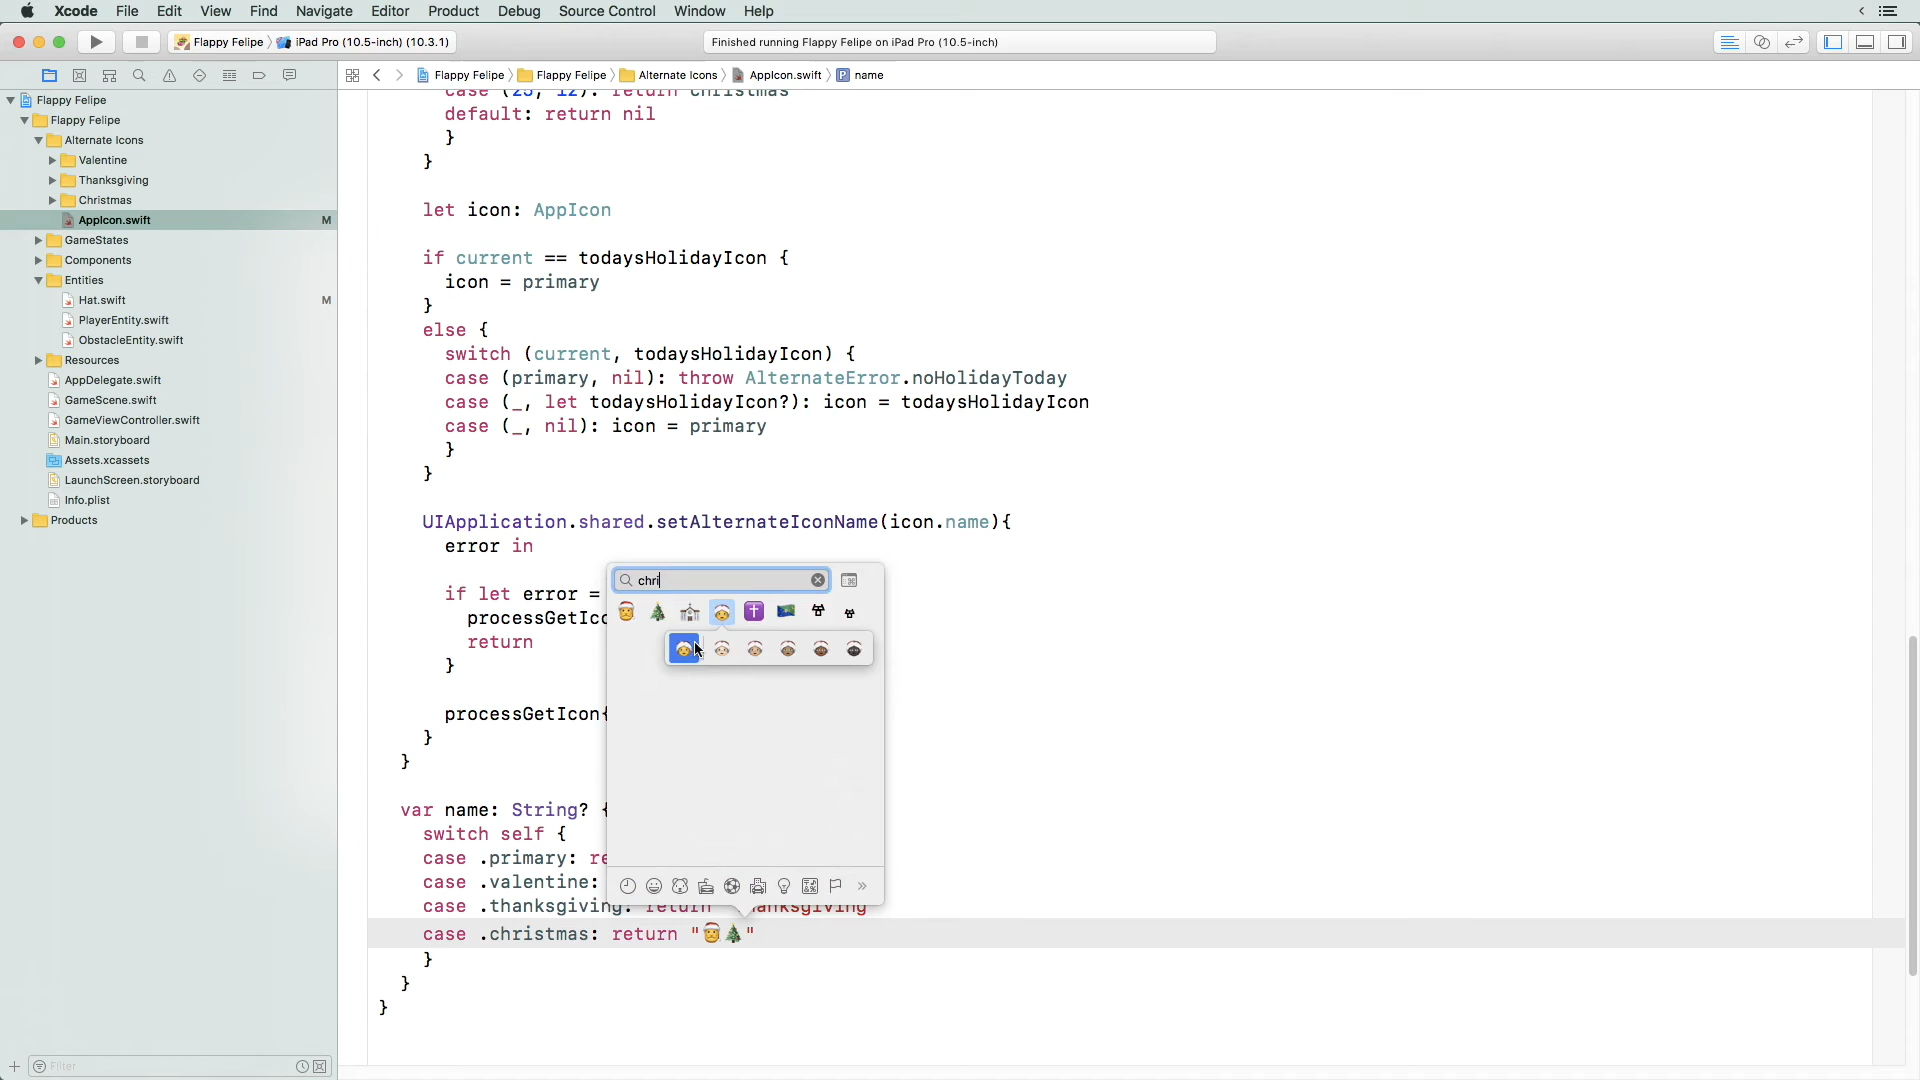 Xcode File Edit View Find Navigate Editor Product Debug Source Control Window Help
Flappy Felipe iPad Pro (10.5-inch) (10.3.1)
Finished running Flappy Felipe on iPad Pro (10.5-inch)
Flappy Felipe Flappy Felipe Alternate Icons AppIcon.swift P name
Flappy Felipe
Flappy Felipe
Alternate Icons
Valentine
Thanksgiving
Christmas
AppIcon.swift M
GameStates
Components
Entities
Hat.swift M
PlayerEntity.swift
ObstacleEntity.swift
Resources
AppDelegate.swift
GameScene.swift
GameViewController.swift
Main.storyboard
Assets.xcassets
LaunchScreen.storyboard
Info.plist
Products
Filter
case (25, 12): return christmas
default: return nil
}
}
let icon: AppIcon
if current == todaysHolidayIcon {
icon = primary
}
else {
switch (current, todaysHolidayIcon) {
case (primary, nil): throw AlternateError.noHolidayToday
case (_, let todaysHolidayIcon?): icon = todaysHolidayIcon
case (_, nil): icon = primary
}
}
UIApplication.shared.setAlternateIconName(icon.name){
error in
if let error =
processGetIco
return
}
processGetIcon{
}
}
var name: String? {
switch self {
case .primary: re
case .valentine:
case .thanksgiving: return
case .christmas: return "🎅🎄"
}
}
}
chri